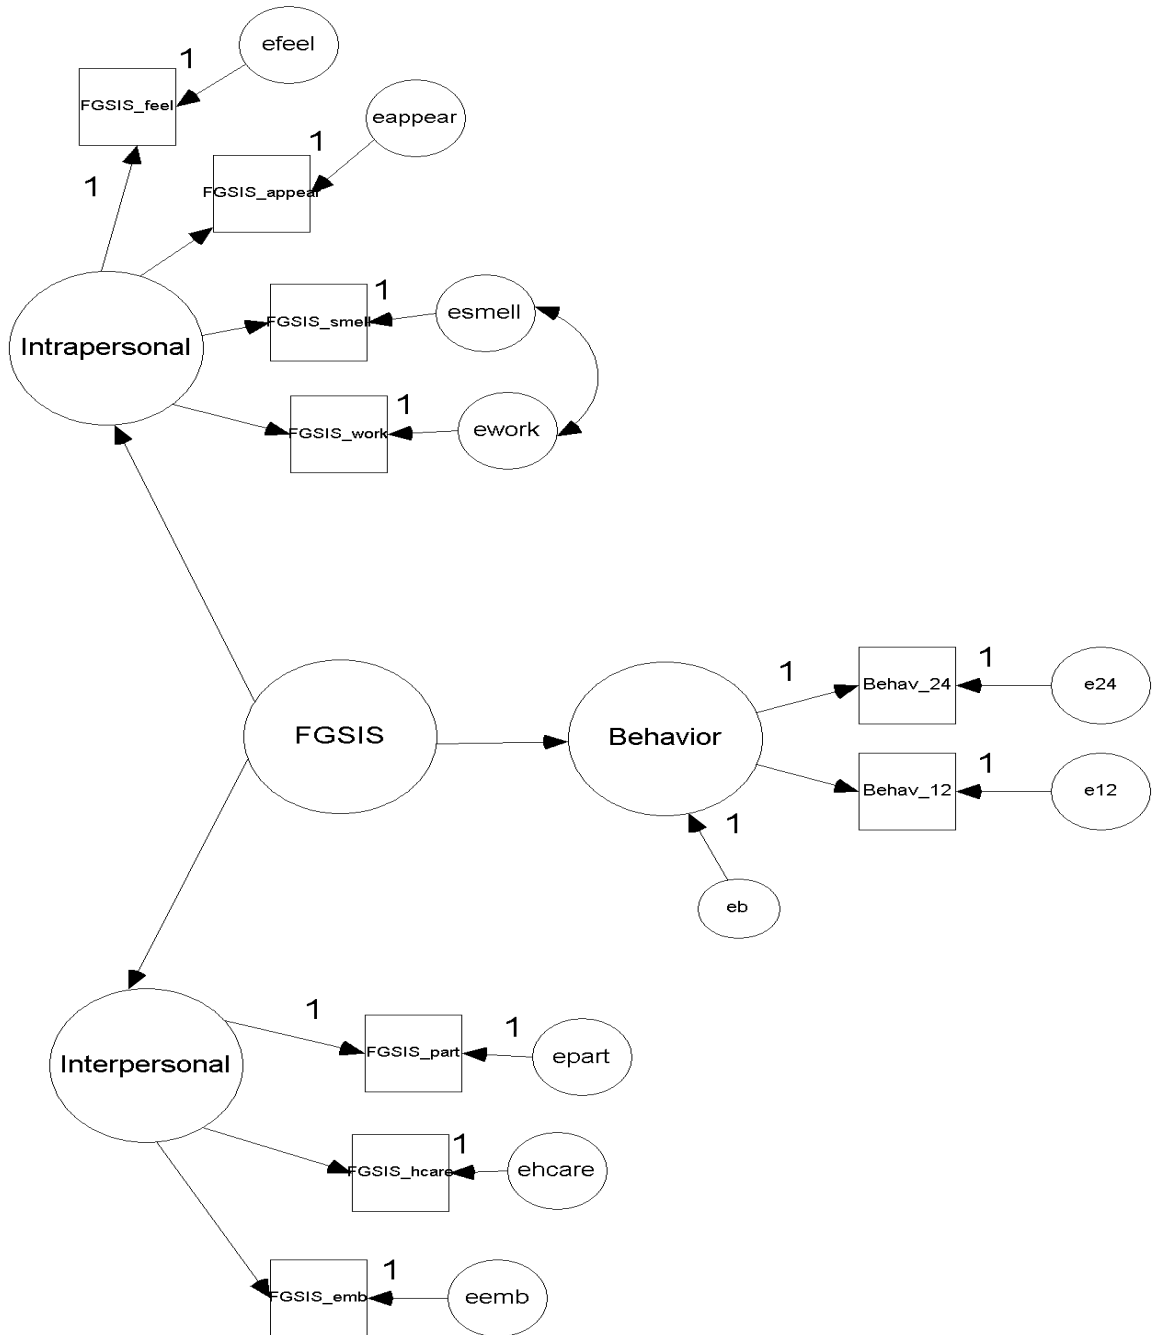 efeel
1
FGSIS_feel
eappear
1
FGSIS_appear
1
1
esmell
FGSIS_smell
Intrapersonal
1
ework
FGSIS_work
FGSIS
Behavior
1
1
Behav_24
e24
1
Behav_12
e12
1
eb
Interpersonal
1
1
FGSIS_part
epart
1
FGSIS_hcare
ehcare
1
FGSIS_emb
eemb